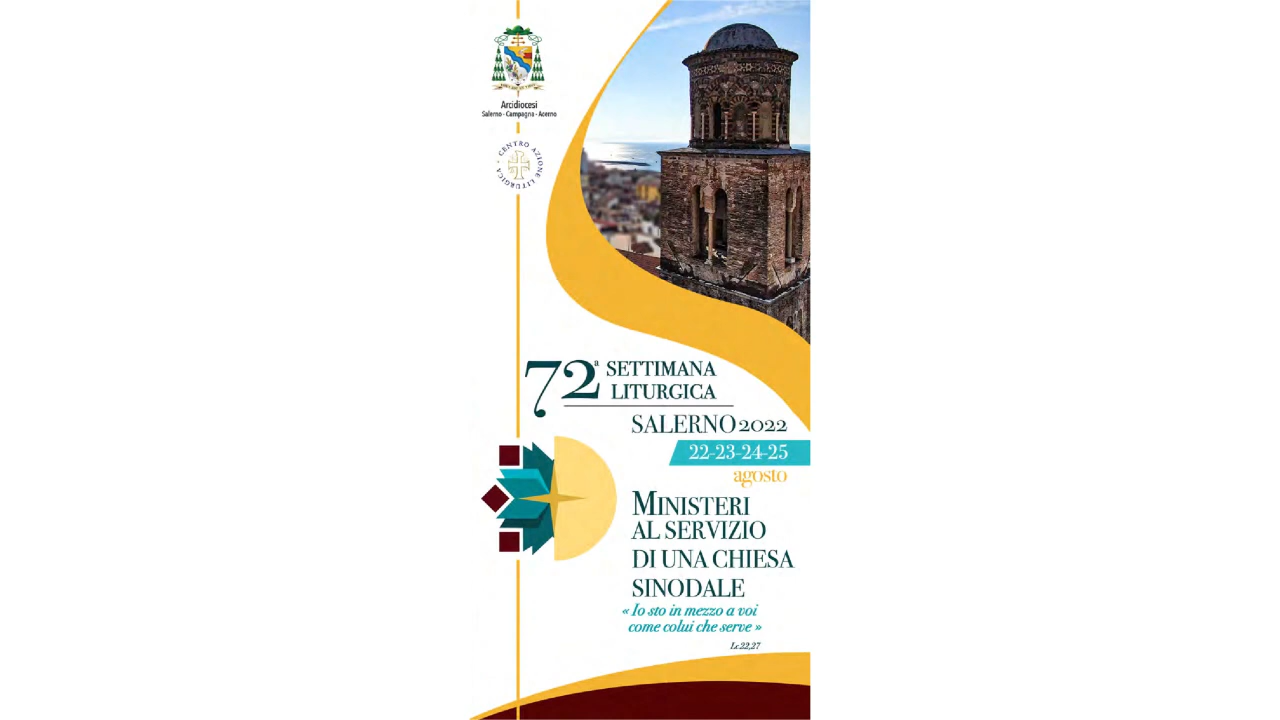 Arcidiocesi
Salerno - Campagna - Acerno
CENTRO AZIONE LITURGICA
72ª SETTIMANA
LITURGICA
SALERNO 2022
22-23-24-25
agosto
MINISTERI
AL SERVIZIO
DI UNA CHIESA
SINODALE
« Io sto in mezzo a voi
come colui che serve »
Lc 22,27